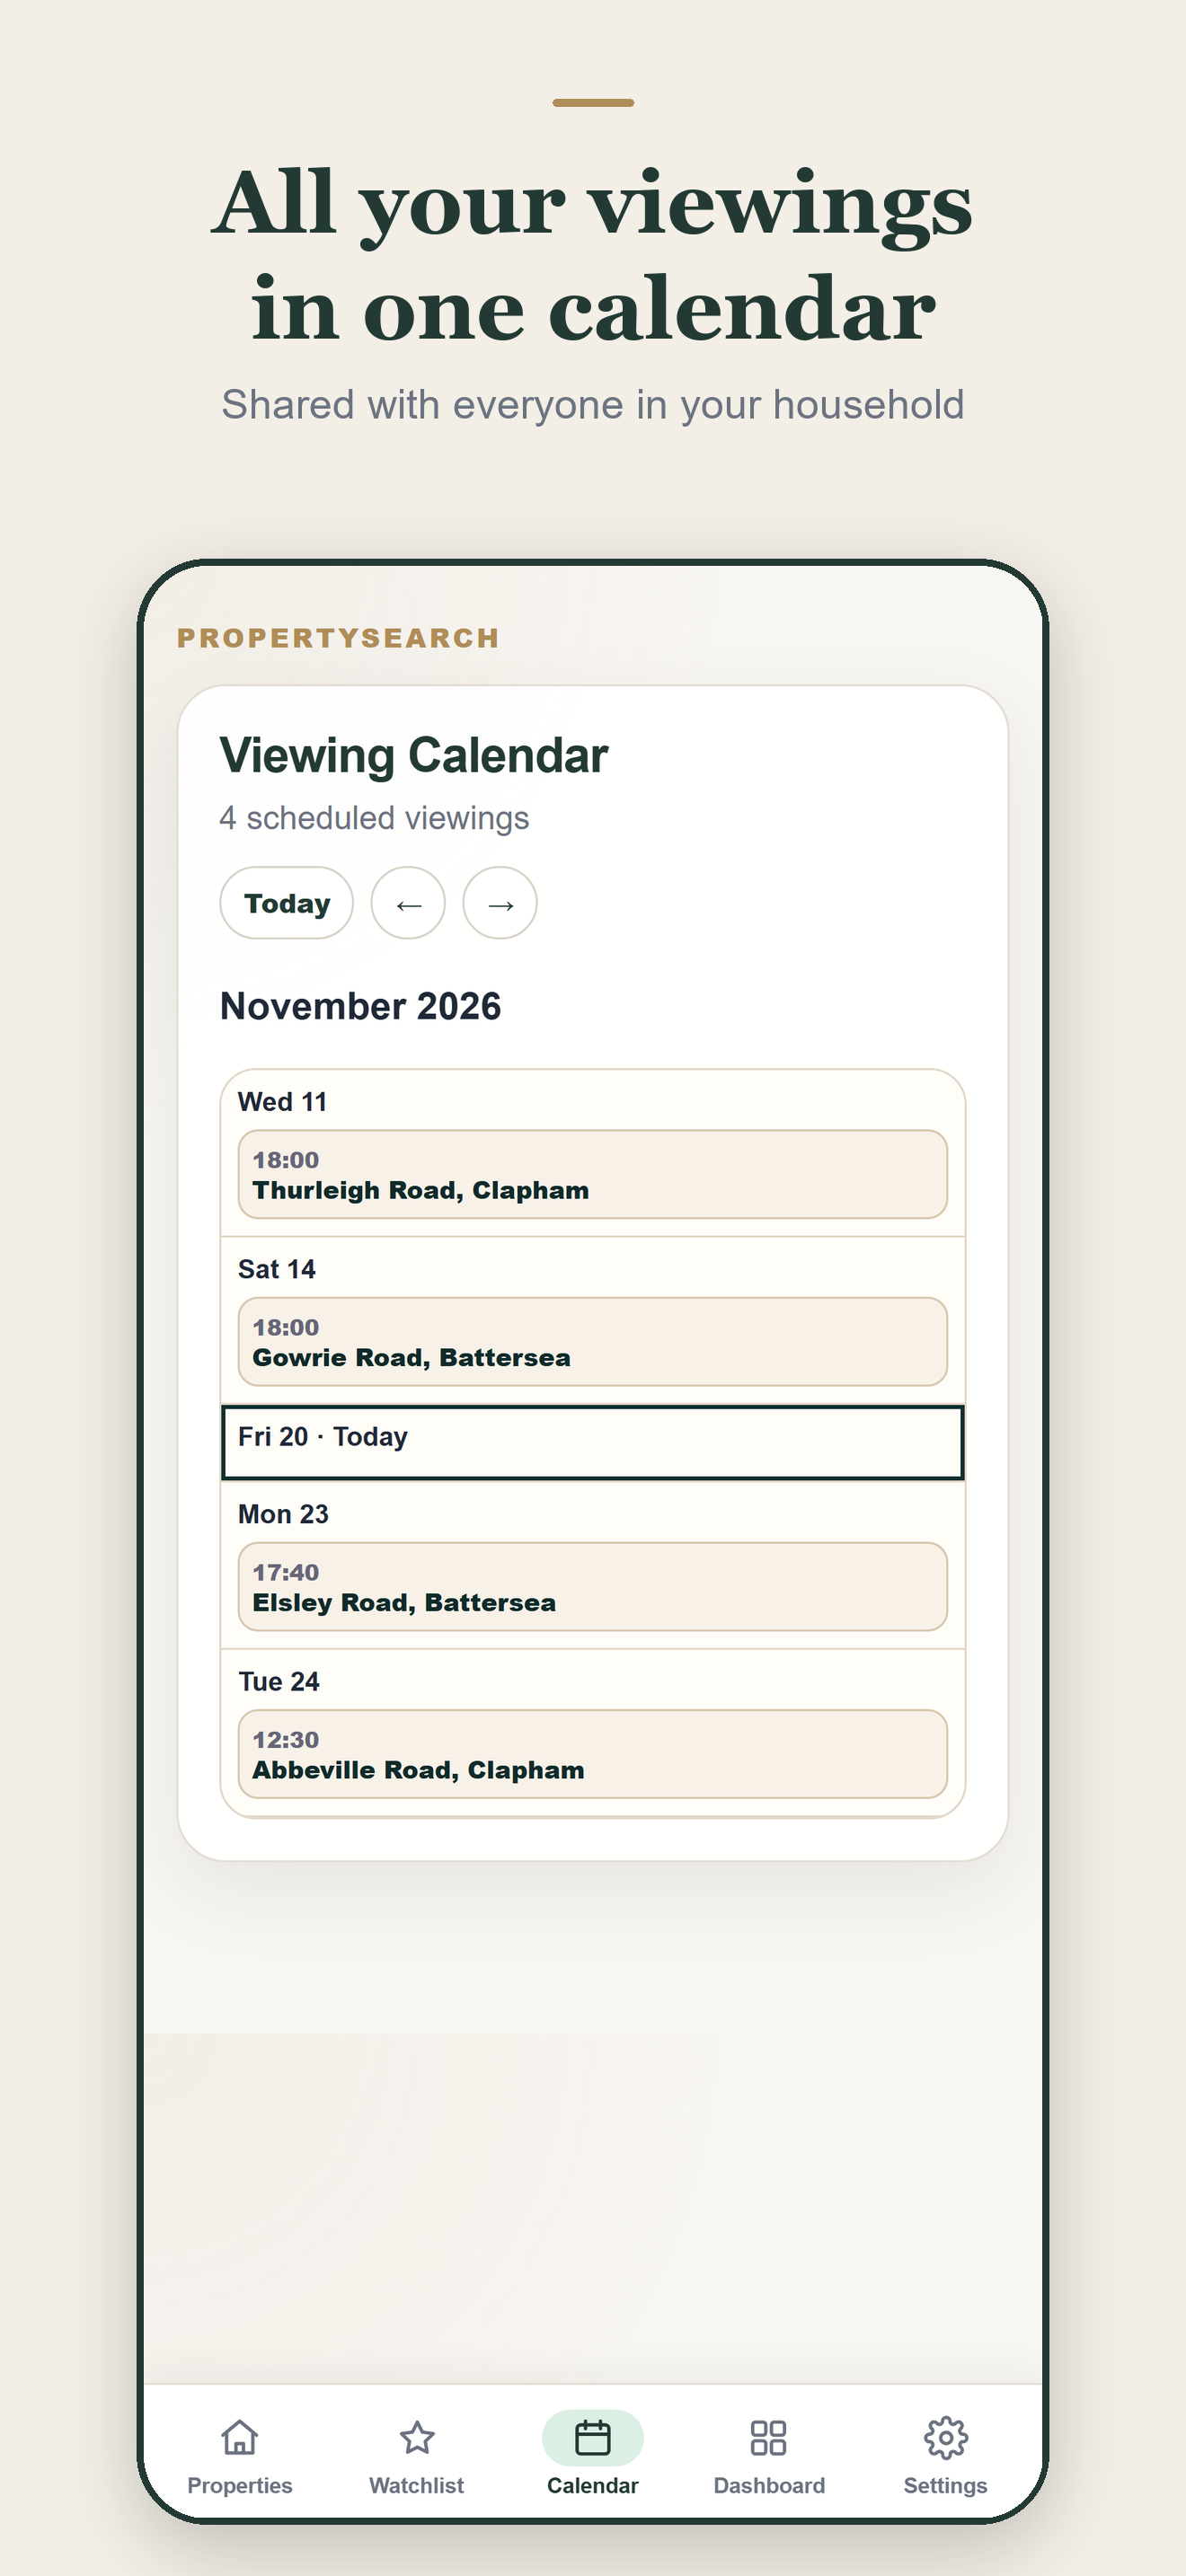 All your viewings
in one calendar
Shared with everyone in your household
PROPERTYSEARCH
Viewing Calendar
4 scheduled viewings
Today ← →
November 2026
Wed 11
18:00
Thurleigh Road, Clapham
Sat 14
18:00
Gowrie Road, Battersea
Fri 20 · Today
Mon 23
17:40
Elsley Road, Battersea
Tue 24
12:30
Abbeville Road, Clapham
Properties Watchlist Calendar Dashboard Settings